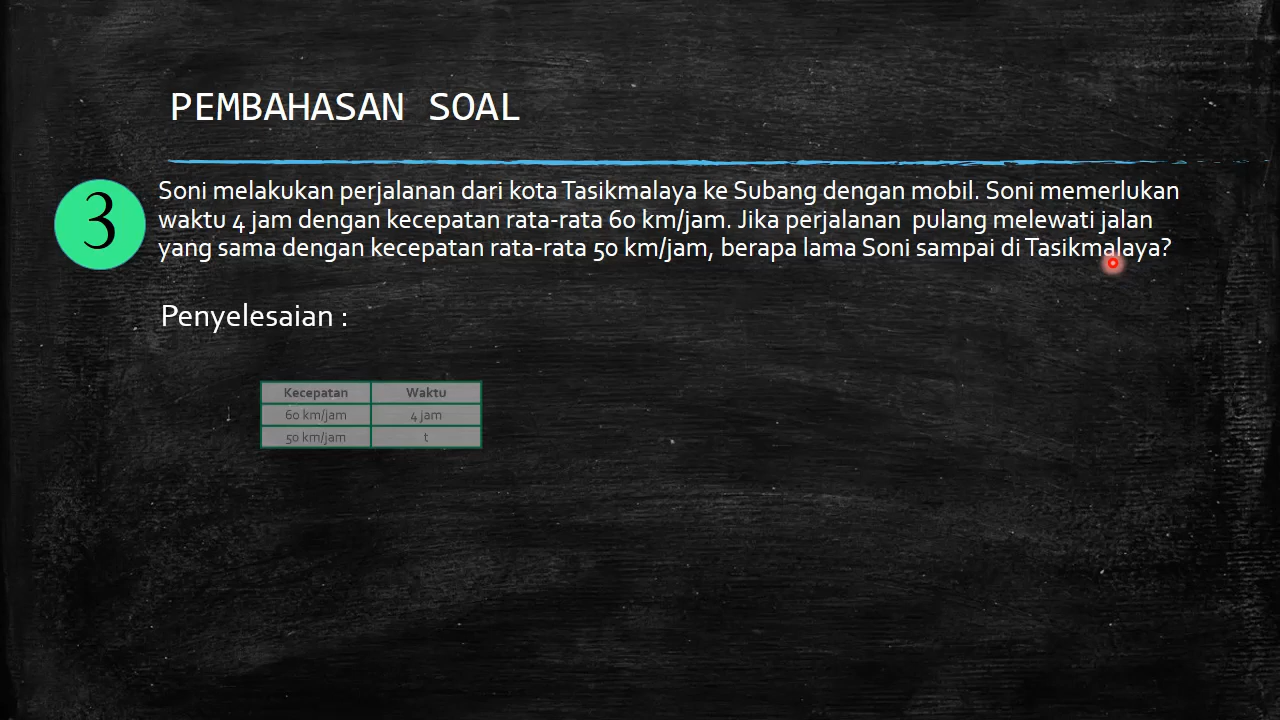 PEMBAHASAN SOAL
3
Soni melakukan perjalanan dari kota Tasikmalaya ke Subang dengan mobil. Soni memerlukan
waktu 4 jam dengan kecepatan rata-rata 60 km/jam. Jika perjalanan pulang melewati jalan
yang sama dengan kecepatan rata-rata 50 km/jam, berapa lama Soni sampai di Tasikmalaya?
Penyelesaian :
Kecepatan Waktu
60 km/jam 4 jam
50 km/jam t